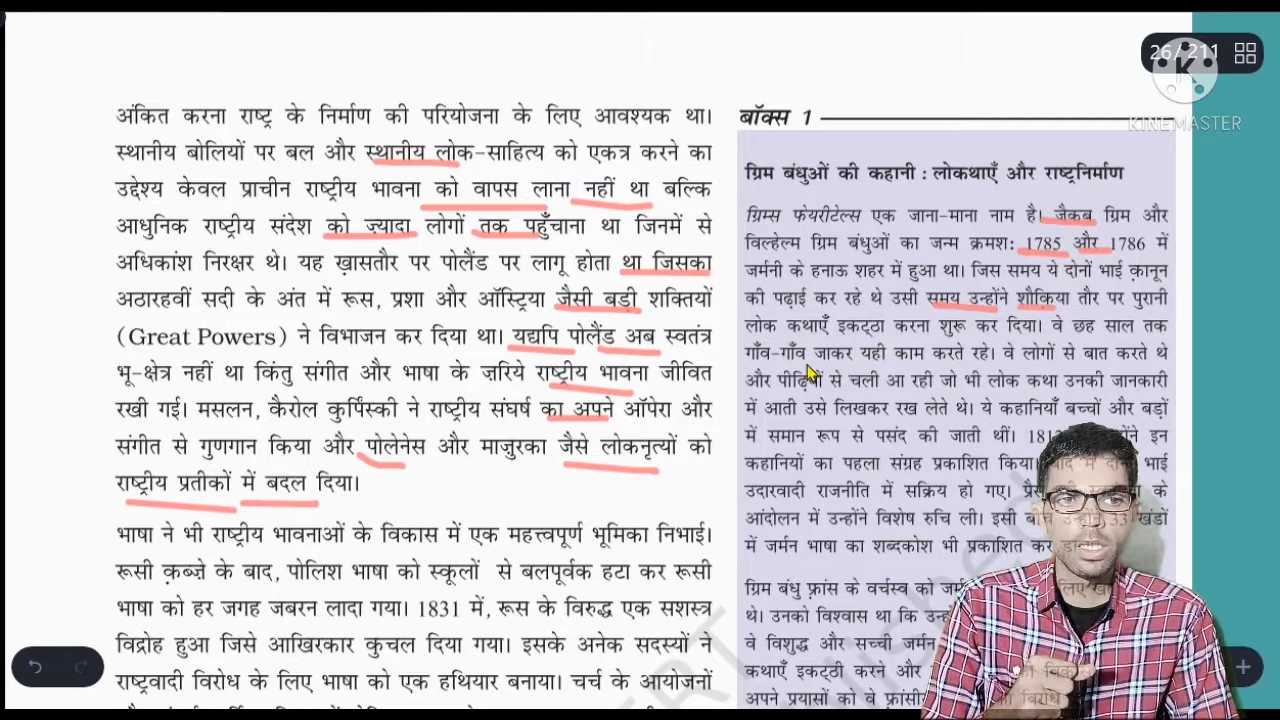 26/211
KINEMASTER
अंकित करना राष्ट्र के निर्माण की परियोजना के लिए आवश्यक था।
स्थानीय बोलियों पर बल और स्थानीय लोक-साहित्य को एकत्र करने का
उद्देश्य केवल प्राचीन राष्ट्रीय भावना को वापस लाना नहीं था बल्कि
आधुनिक राष्ट्रीय संदेश को ज़्यादा लोगों तक पहुँचाना था जिनमें से
अधिकांश निरक्षर थे। यह ख़ासतौर पर पोलैंड पर लागू होता था जिसका
अठारहवीं सदी के अंत में रूस, प्रशा और ऑस्ट्रिया जैसी बड़ी शक्तियों
(Great Powers) ने विभाजन कर दिया था। यद्यपि पोलैंड अब स्वतंत्र
भू-क्षेत्र नहीं था किंतु संगीत और भाषा के ज़रिये राष्ट्रीय भावना जीवित
रखी गई। मसलन, कैरोल कुर्पिंस्की ने राष्ट्रीय संघर्ष का अपने ऑपेरा और
संगीत से गुणगान किया और पोलेनेस और माज़ुरका जैसे लोकनृत्यों को
राष्ट्रीय प्रतीकों में बदल दिया।
भाषा ने भी राष्ट्रीय भावनाओं के विकास में एक महत्त्वपूर्ण भूमिका निभाई।
रूसी क़ब्ज़े के बाद, पोलिश भाषा को स्कूलों से बलपूर्वक हटा कर रूसी
भाषा को हर जगह जबरन लादा गया। 1831 में, रूस के विरुद्ध एक सशस्त्र
विद्रोह हुआ जिसे आखिरकार कुचल दिया गया। इसके अनेक सदस्यों ने
राष्ट्रवादी विरोध के लिए भाषा को एक हथियार बनाया। चर्च के आयोजनों
बॉक्स 1
ग्रिम बंधुओं की कहानी : लोकथाएँ और राष्ट्रनिर्माण
ग्रिम्स फेयरीटेल्स एक जाना-माना नाम है। जैकब ग्रिम और
विल्हेल्म ग्रिम बंधुओं का जन्म क्रमश: 1785 और 1786 में
जर्मनी के हनाऊ शहर में हुआ था। जिस समय ये दोनों भाई क़ानून
की पढ़ाई कर रहे थे उसी समय उन्होंने शौक़िया तौर पर पुरानी
लोक कथाएँ इकट्ठा करना शुरू कर दिया। वे छह साल तक
गाँव-गाँव जाकर यही काम करते रहे। वे लोगों से बात करते थे
और पीढ़ियों से चली आ रही जो भी लोक कथा उनकी जानकारी
में आती उसे लिखकर रख लेते थे। ये कहानियाँ बच्चों और बड़ों
में समान रूप से पसंद की जाती थीं। इन
कहानियों का पहला संग्रह प्रकाशित किया। भाई
उदारवादी राजनीति में सक्रिय हो गए। के
आंदोलन में उन्होंने विशेष रुचि ली। इसी 33 खंडों
में जर्मन भाषा का शब्दकोश भी प्रकाशित कर
ग्रिम बंधु फ़्रांस के वर्चस्व को
थे। उनको विश्वास था कि
वे विशुद्ध और सच्ची जर्मन
कथाएँ इकट्ठी करने और
अपने प्रयासों को वे विरोध